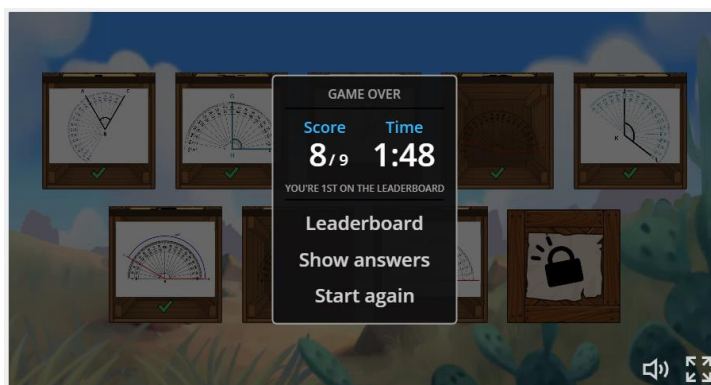 GAME OVER
Score Time
8/9 1:48
YOU'RE 1ST ON THE LEADERBOARD
Leaderboard
Show answers
Start again